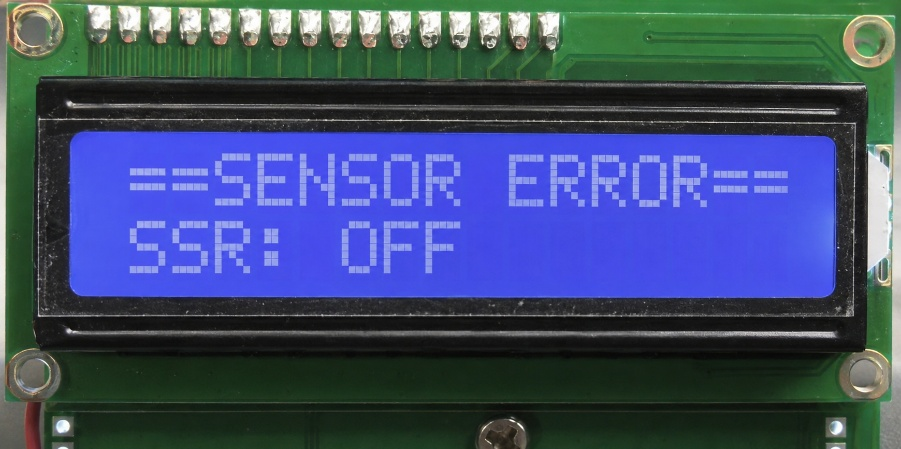 ==SENSOR ERROR==
SSR: OFF